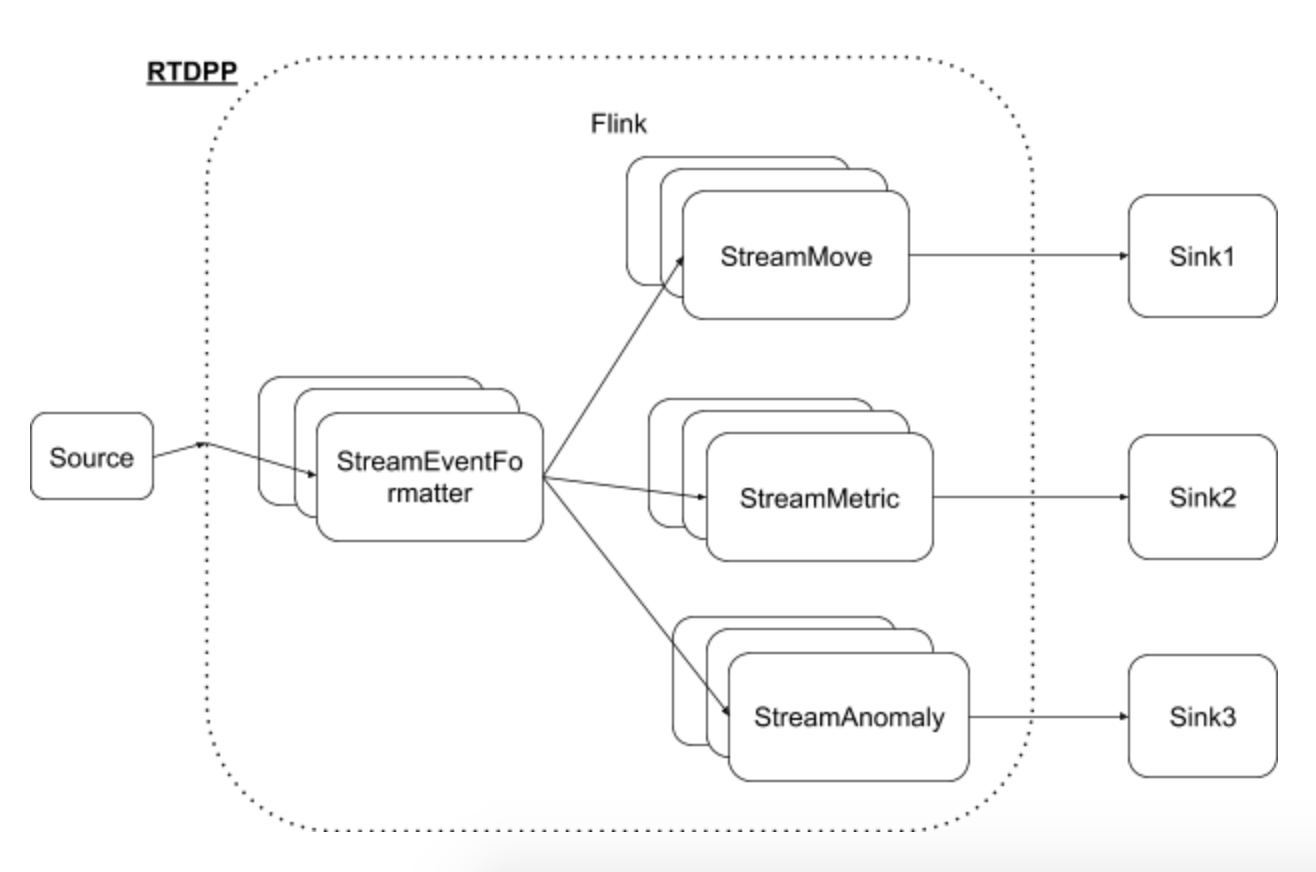 RTDPP
Flink
StreamMove
Sink1
Source
StreamEventFo
rmatter
StreamMetric
Sink2
StreamAnomaly
Sink3